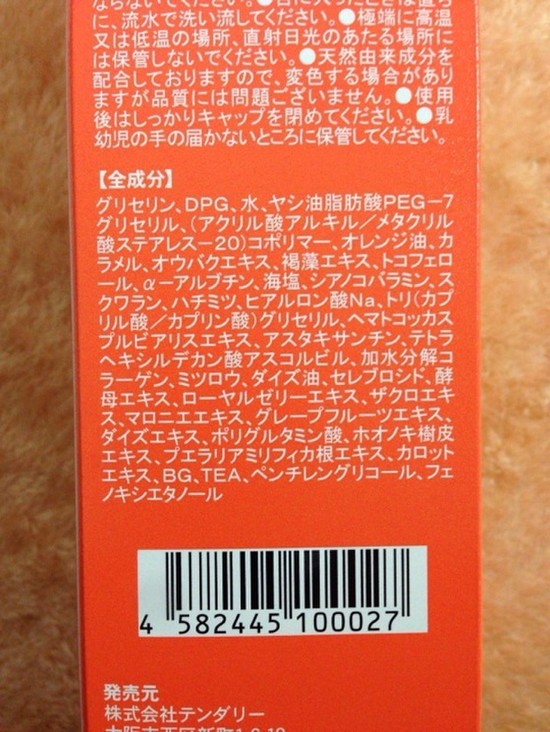 に、流水で洗い流してください。●極端に高温
又は低温の場所、直射日光のあたる場所に
は保管しないでください。●天然由来成分を
配合しておりますので、変色する場合があり
ますが品質には問題ございません。●使用
後はしっかりキャップを閉めてください。●乳
幼児の手の届かないところに保管してください。
【全成分】
グリセリン、DPG、水、ヤシ油脂肪酸PEG−7
グリセリル、(アクリル酸アルキル/メタクリル
酸ステアレス−20)コポリマー、オレンジ油、カ
ラメル、オウバクエキス、褐藻エキス、トコフェロ
ール、α−アルブチン、海塩、シアノコバラミン、ス
クワラン、ハチミツ、ヒアルロン酸Na、トリ(カプ
リル酸/カプリン酸)グリセリル、ヘマトコッカス
プルビアリスエキス、アスタキサンチン、テトラ
ヘキシルデカン酸アスコルビル、加水分解コ
ラーゲン、ミツロウ、ダイズ油、セレブロシド、酵
母エキス、ローヤルゼリーエキス、ザクロエキ
ス、マロニエエキス、グレープフルーツエキス、
ダイズエキス、ポリグルタミン酸、ホオノキ樹皮
エキス、プエラリアミリフィカ根エキス、カロット
エキス、BG、TEA、ペンチレングリコール、フェ
ノキシエタノール
4 582445 100027
発売元
株式会社テンダリー